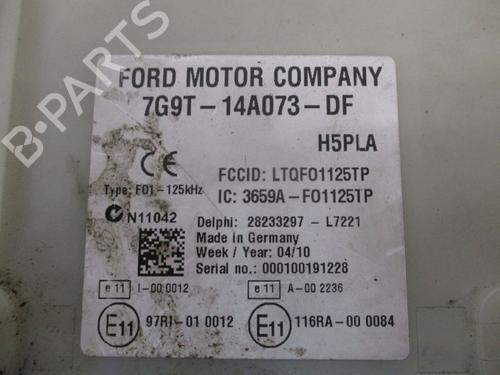 FORD MOTOR COMPANY
7G9T-14A073-DF
H5PLA
CE
FCCID: LTQFO1125TP
Type: FO1-125kHz
IC: 3659A-FO1125TP
N11042
Delphi: 28233297 - L7221
Made in Germany
Week / Year: 04/10
Serial no.: 000100191228
e 11 I-00 0012
e 11 A-00 2236
E11 97RI-01 0012
E11 116RA-00 0084
B-PARTS